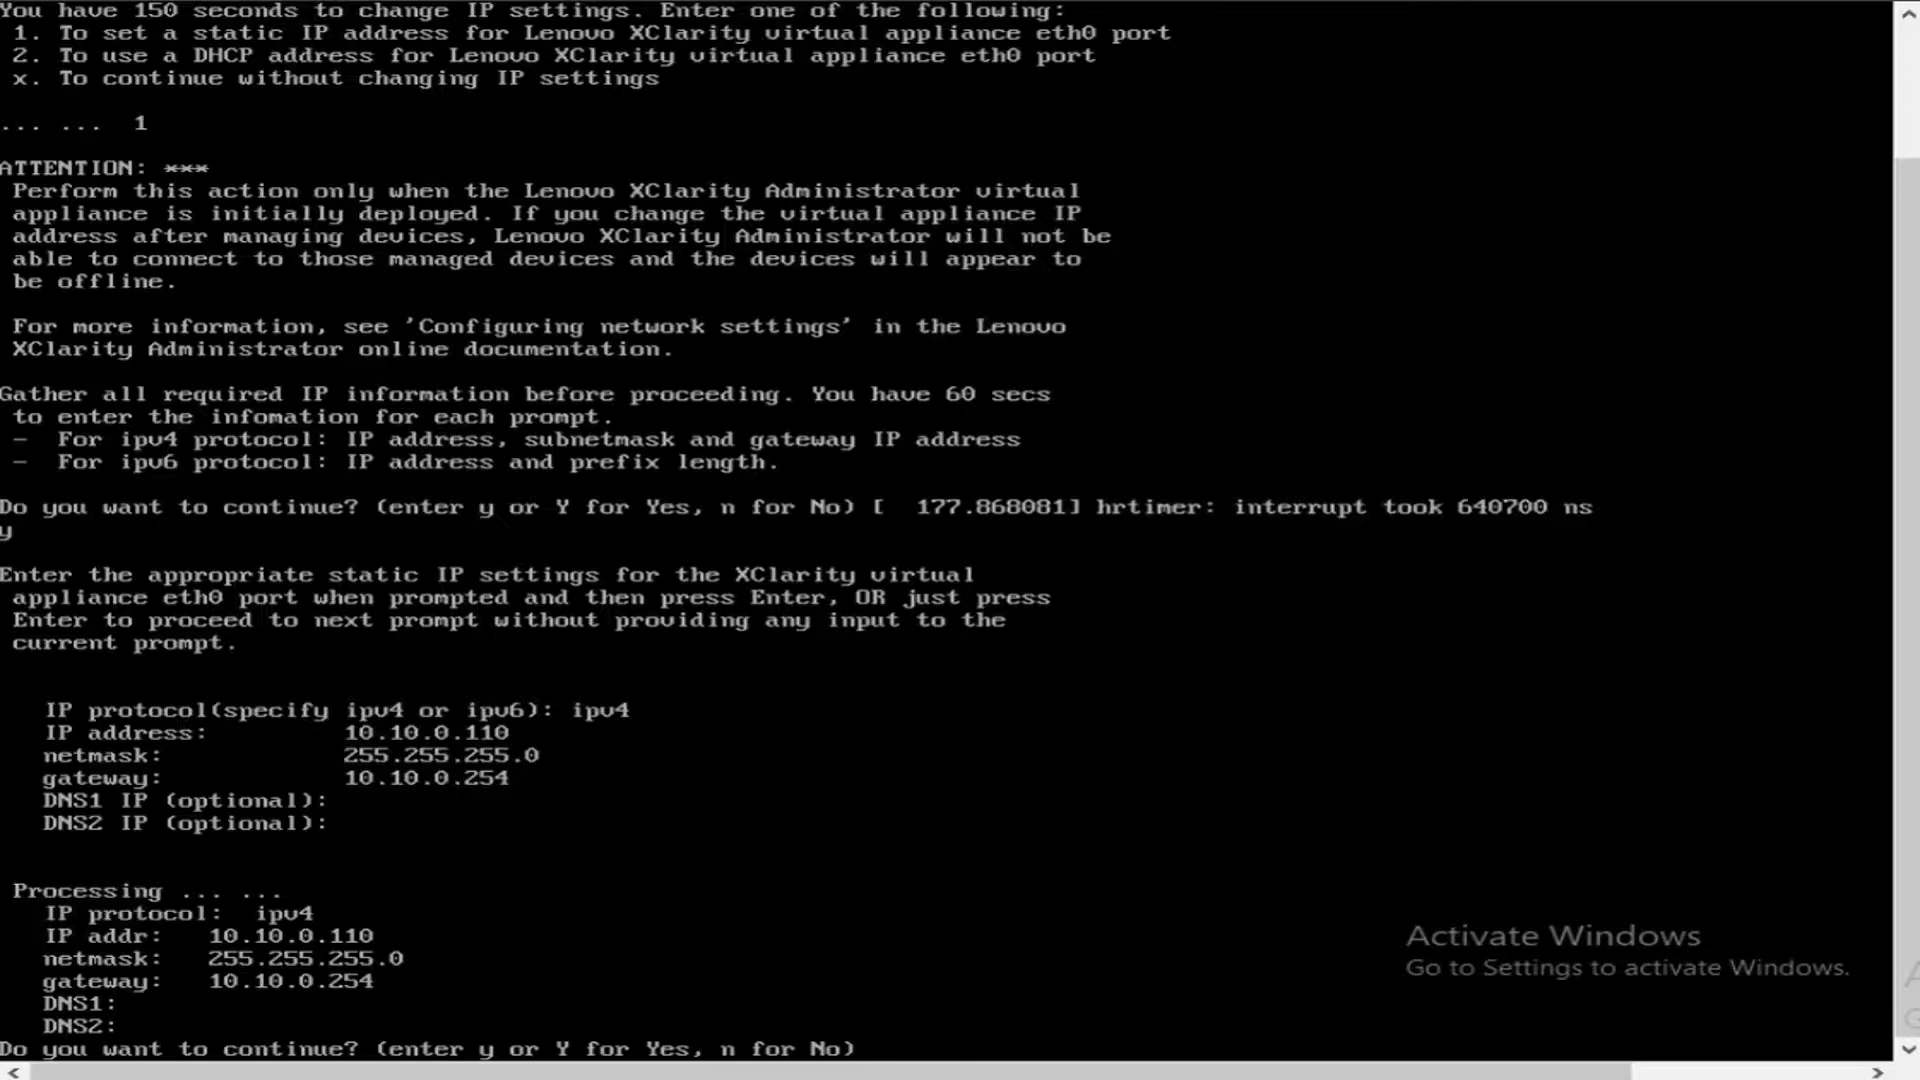 You have 150 seconds to change IP settings. Enter one of the following:
1. To set a static IP address for Lenovo XClarity virtual appliance eth0 port
2. To use a DHCP address for Lenovo XClarity virtual appliance eth0 port
x. To continue without changing IP settings
... ... 1
ATTENTION: ***
Perform this action only when the Lenovo XClarity Administrator virtual
appliance is initially deployed. If you change the virtual appliance IP
address after managing devices, Lenovo XClarity Administrator will not be
able to connect to those managed devices and the devices will appear to
be offline.
For more information, see 'Configuring network settings' in the Lenovo
XClarity Administrator online documentation.
Gather all required IP information before proceeding. You have 60 secs
to enter the infomation for each prompt.
- For ipv4 protocol: IP address, subnetmask and gateway IP address
- For ipv6 protocol: IP address and prefix length.
Do you want to continue? (enter y or Y for Yes, n for No) [ 177.868081] hrtimer: interrupt took 640700 ns
y
Enter the appropriate static IP settings for the XClarity virtual
appliance eth0 port when prompted and then press Enter, OR just press
Enter to proceed to next prompt without providing any input to the
current prompt.
IP protocol(specify ipv4 or ipv6): ipv4
IP address: 10.10.0.110
netmask: 255.255.255.0
gateway: 10.10.0.254
DNS1 IP (optional):
DNS2 IP (optional):
Processing ... ...
IP protocol: ipv4
IP addr: 10.10.0.110
netmask: 255.255.255.0
gateway: 10.10.0.254
DNS1:
DNS2:
Do you want to continue? (enter y or Y for Yes, n for No)
Activate Windows
Go to Settings to activate Windows.